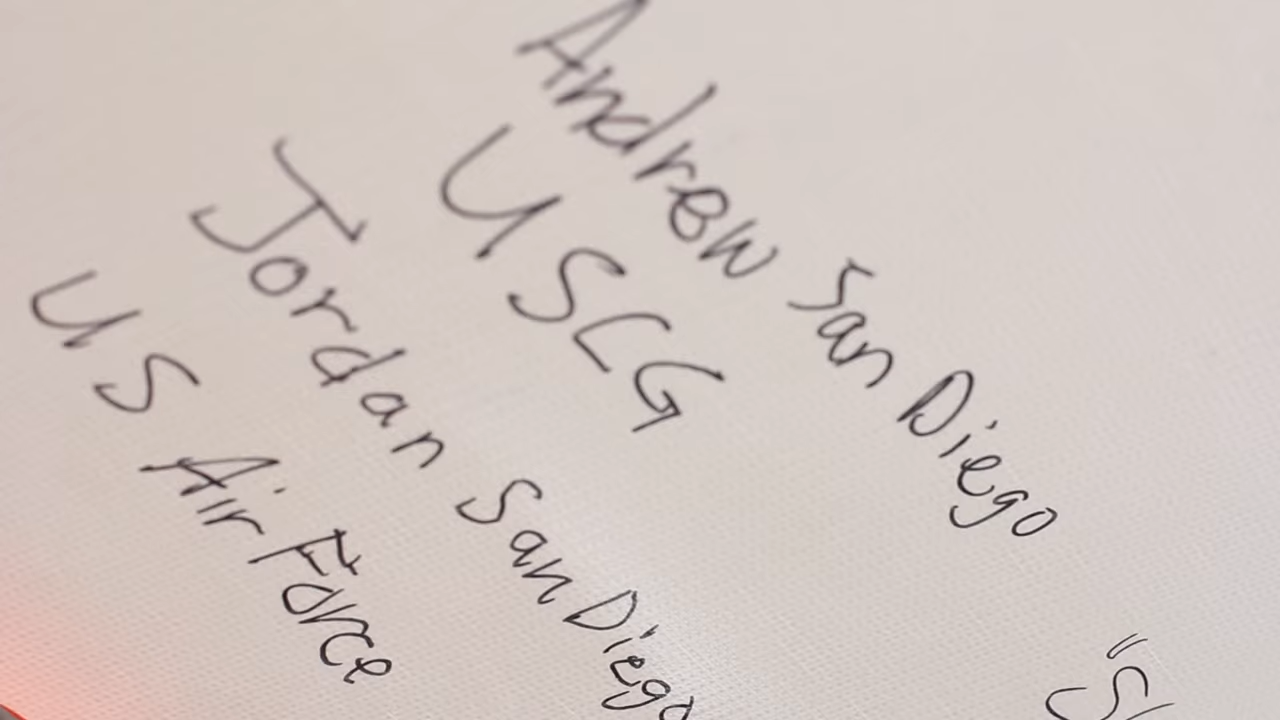 Andrew San Diego
USCG
Jordan San Diego
US Air Force